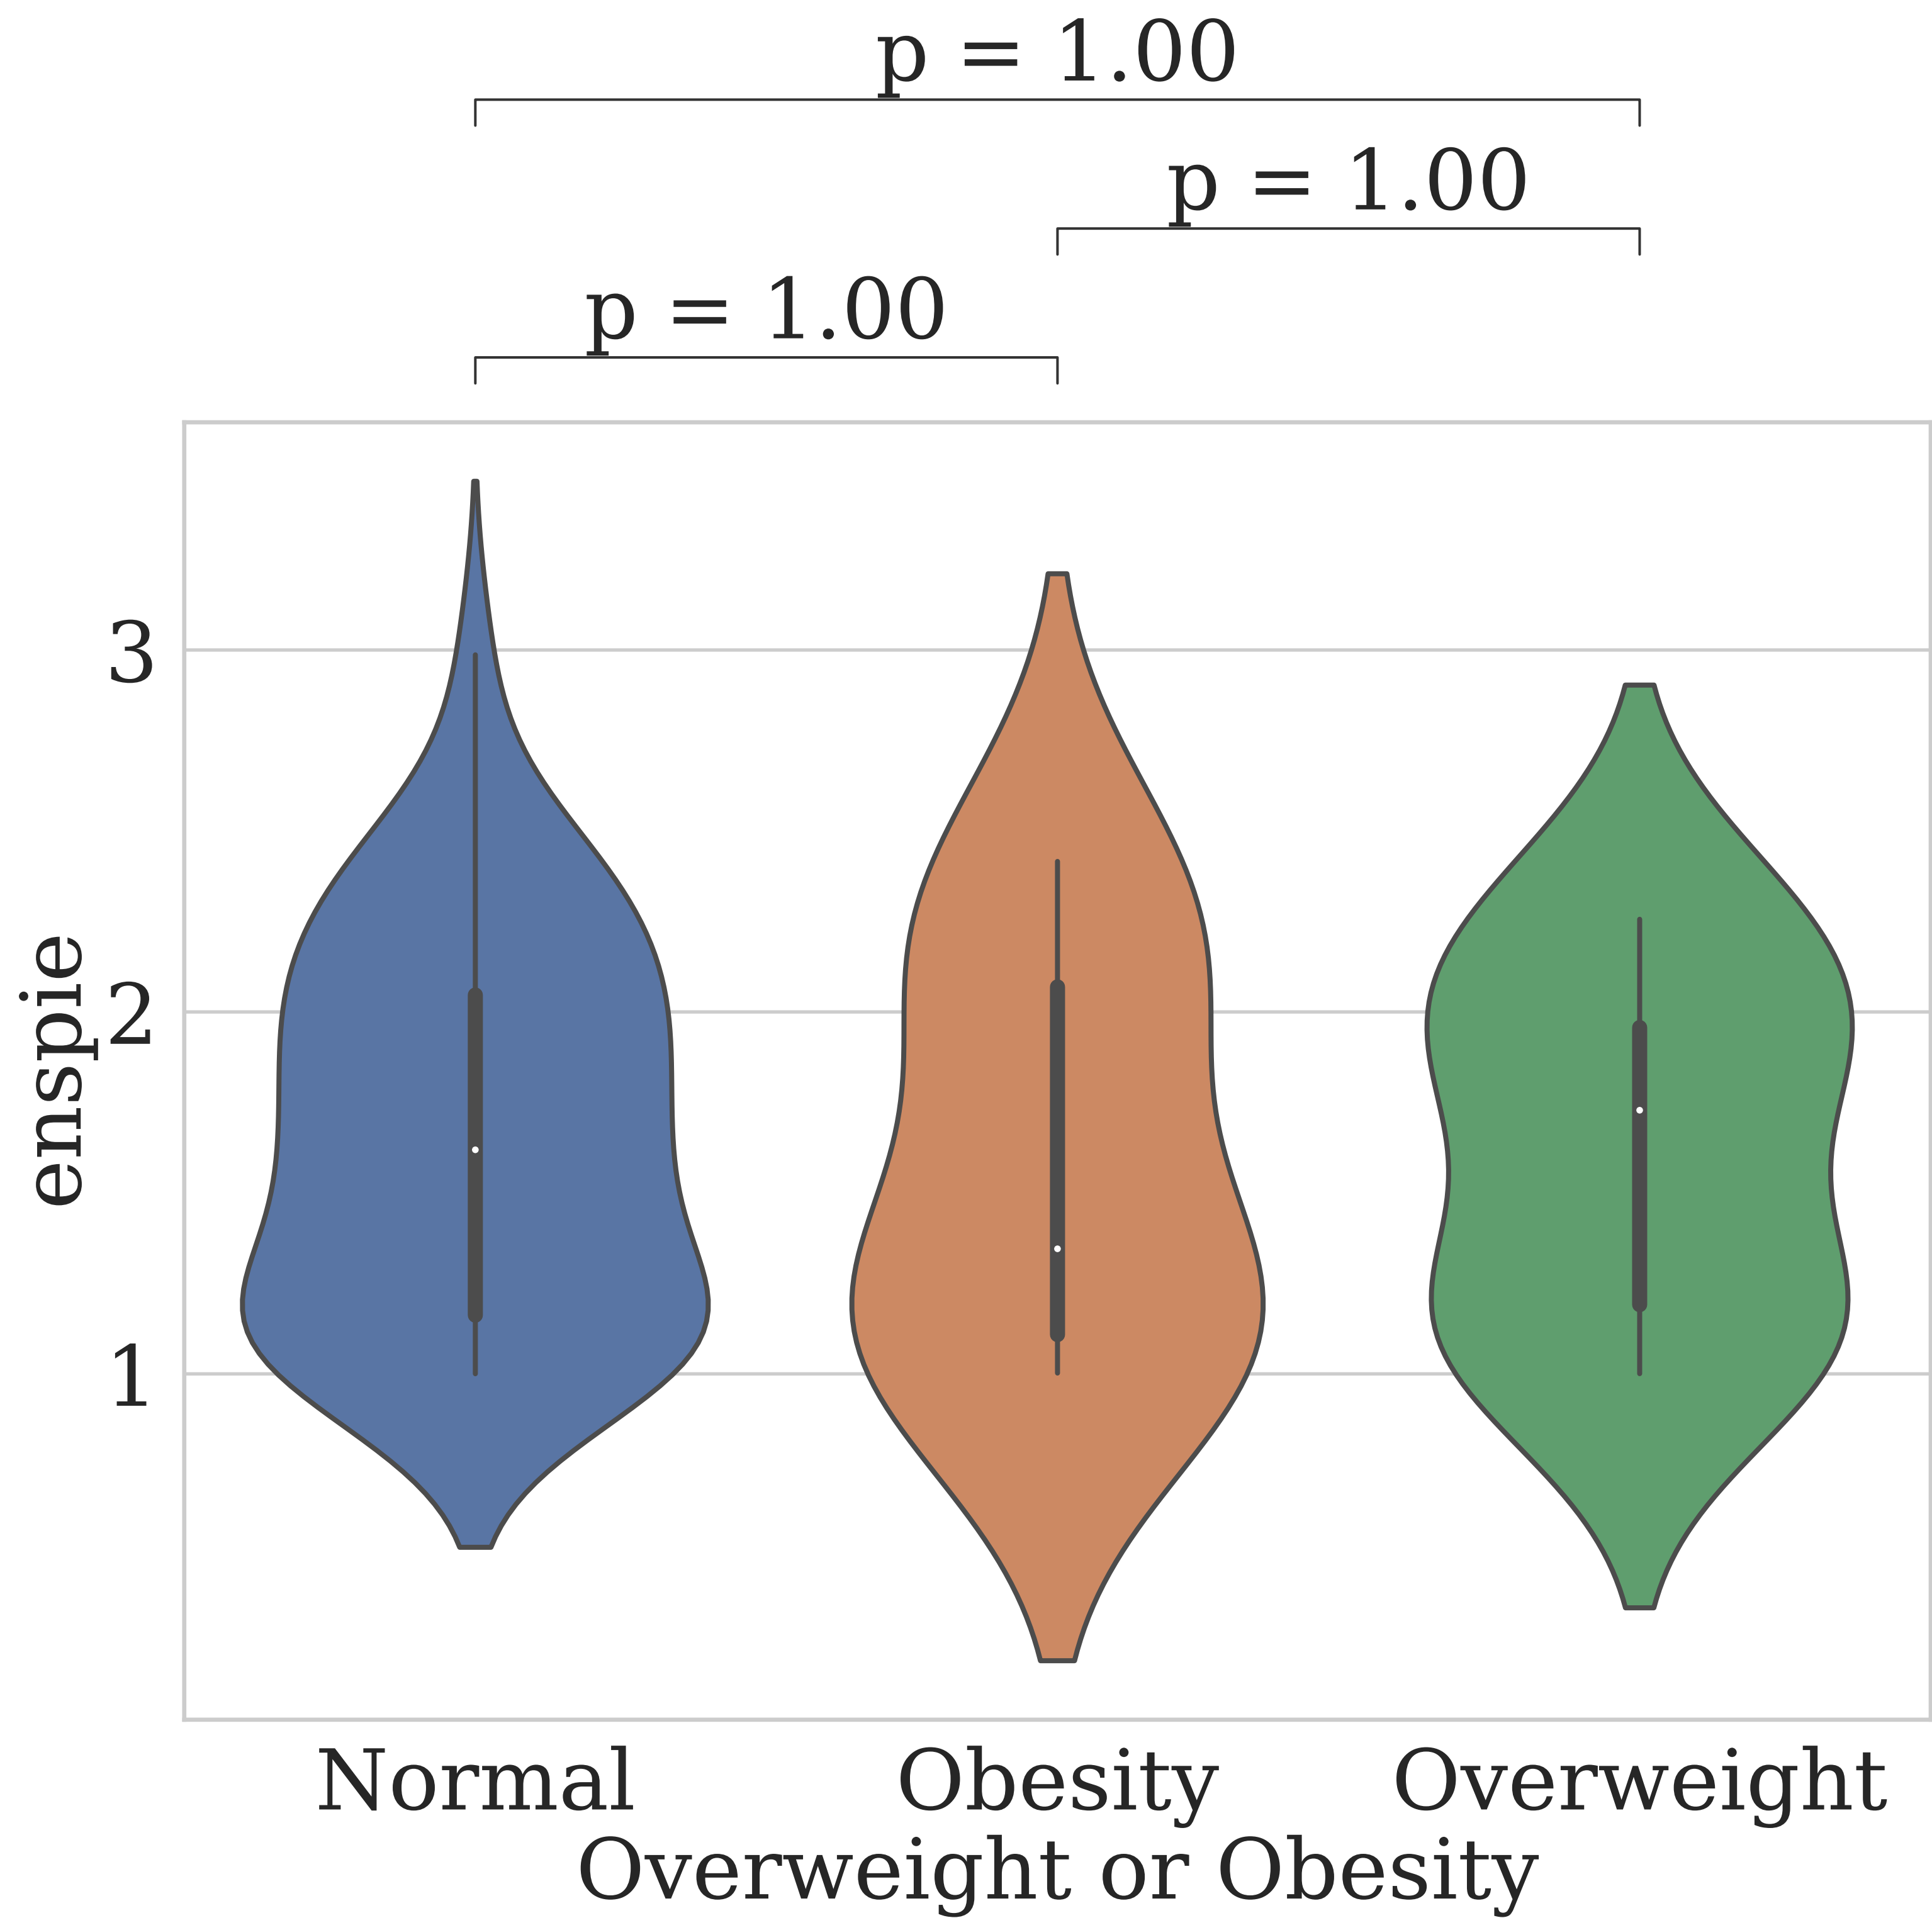 p = 1.00
p = 1.00
p = 1.00
3
2
1
enspie
Normal Obesity Overweight
Overweight or Obesity